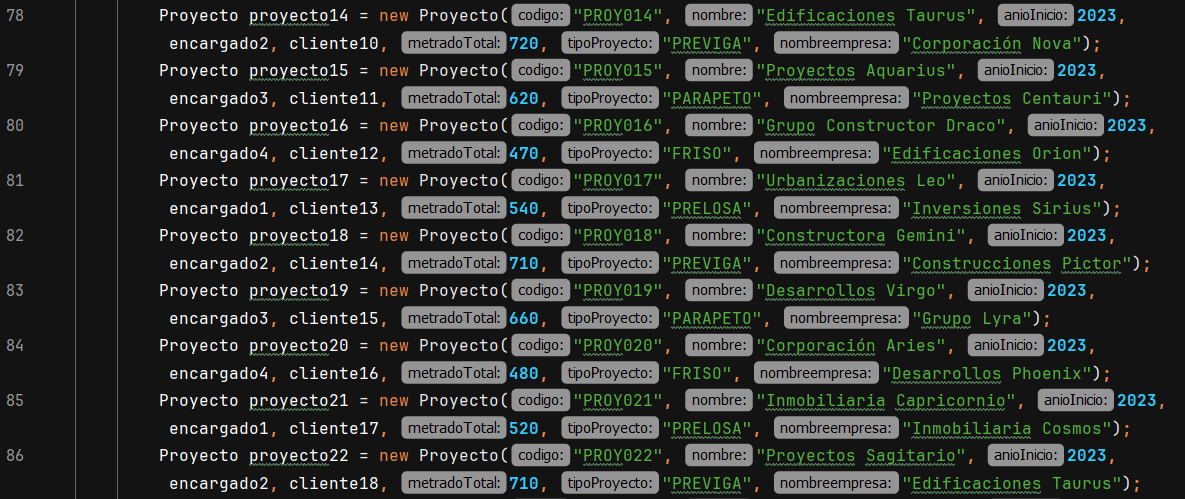 78 Proyecto proyecto14 = new Proyecto( codigo: "PROY014", nombre: "Edificaciones Taurus", anioInicio: 2023,
encargado2, cliente10, metradoTotal: 720, tipoProyecto: "PREVIGA", nombreempresa: "Corporación Nova");
79 Proyecto proyecto15 = new Proyecto( codigo: "PROY015", nombre: "Proyectos Aquarius", anioInicio: 2023,
encargado3, cliente11, metradoTotal: 620, tipoProyecto: "PARAPETO", nombreempresa: "Proyectos Centauri");
80 Proyecto proyecto16 = new Proyecto( codigo: "PROY016", nombre: "Grupo Constructor Draco", anioInicio: 2023,
encargado4, cliente12, metradoTotal: 470, tipoProyecto: "FRISO", nombreempresa: "Edificaciones Orion");
81 Proyecto proyecto17 = new Proyecto( codigo: "PROY017", nombre: "Urbanizaciones Leo", anioInicio: 2023,
encargado1, cliente13, metradoTotal: 540, tipoProyecto: "PRELOSA", nombreempresa: "Inversiones Sirius");
82 Proyecto proyecto18 = new Proyecto( codigo: "PROY018", nombre: "Constructora Gemini", anioInicio: 2023,
encargado2, cliente14, metradoTotal: 710, tipoProyecto: "PREVIGA", nombreempresa: "Construcciones Pictor");
83 Proyecto proyecto19 = new Proyecto( codigo: "PROY019", nombre: "Desarrollos Virgo", anioInicio: 2023,
encargado3, cliente15, metradoTotal: 660, tipoProyecto: "PARAPETO", nombreempresa: "Grupo Lyra");
84 Proyecto proyecto20 = new Proyecto( codigo: "PROY020", nombre: "Corporación Aries", anioInicio: 2023,
encargado4, cliente16, metradoTotal: 480, tipoProyecto: "FRISO", nombreempresa: "Desarrollos Phoenix");
85 Proyecto proyecto21 = new Proyecto( codigo: "PROY021", nombre: "Inmobiliaria Capricornio", anioInicio: 2023,
encargado1, cliente17, metradoTotal: 520, tipoProyecto: "PRELOSA", nombreempresa: "Inmobiliaria Cosmos");
86 Proyecto proyecto22 = new Proyecto( codigo: "PROY022", nombre: "Proyectos Sagitario", anioInicio: 2023,
encargado2, cliente18, metradoTotal: 710, tipoProyecto: "PREVIGA", nombreempresa: "Edificaciones Taurus");